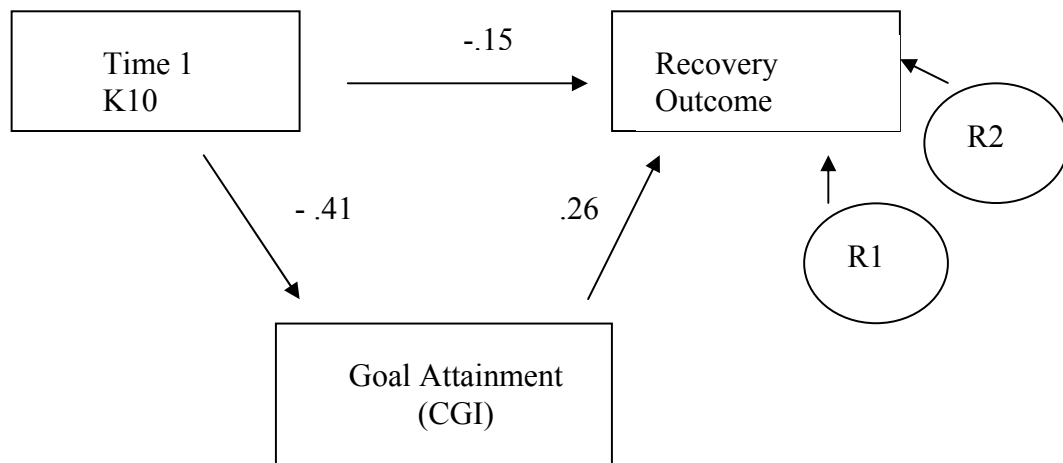 -.15
Time 1
K10
Recovery
Outcome
R2
- .41
.26
R1
Goal Attainment
(CGI)